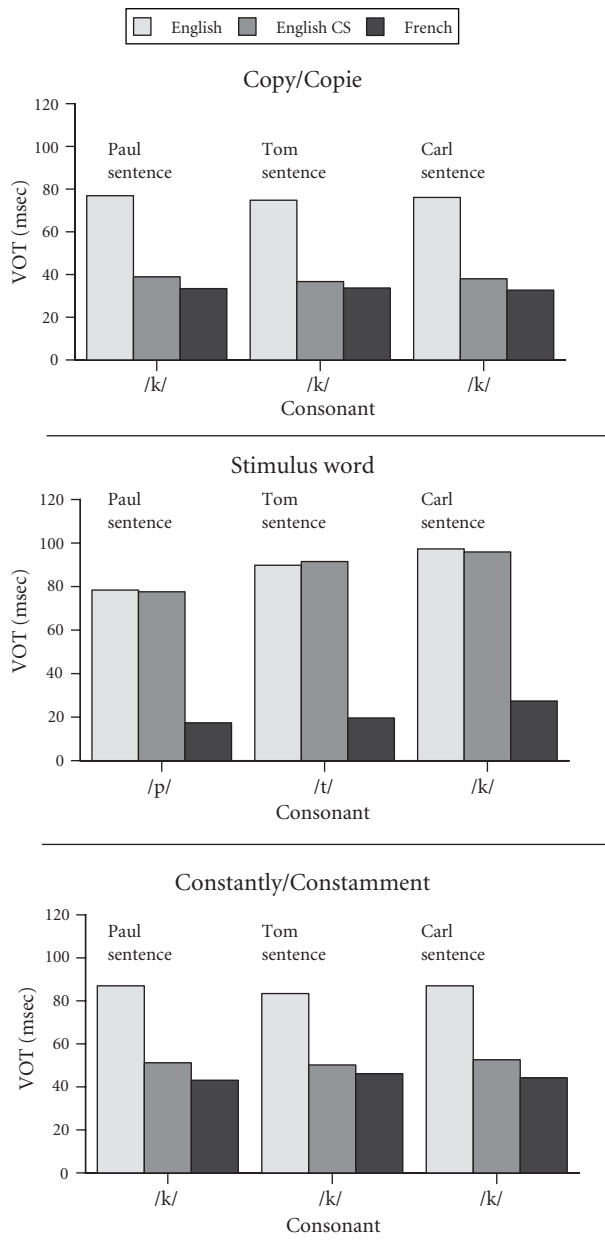 English English CS French
Copy/Copie
120
100
80
60
40
20
0
VOT (msec)
Paul
sentence
Tom
sentence
Carl
sentence
/k/ /k/ /k/
Consonant
Stimulus word
120
100
80
60
40
20
0
VOT (msec)
Paul
sentence
Tom
sentence
Carl
sentence
/p/ /t/ /k/
Consonant
Constantly/Constamment
120
100
80
60
40
20
0
VOT (msec)
Paul
sentence
Tom
sentence
Carl
sentence
/k/ /k/ /k/
Consonant